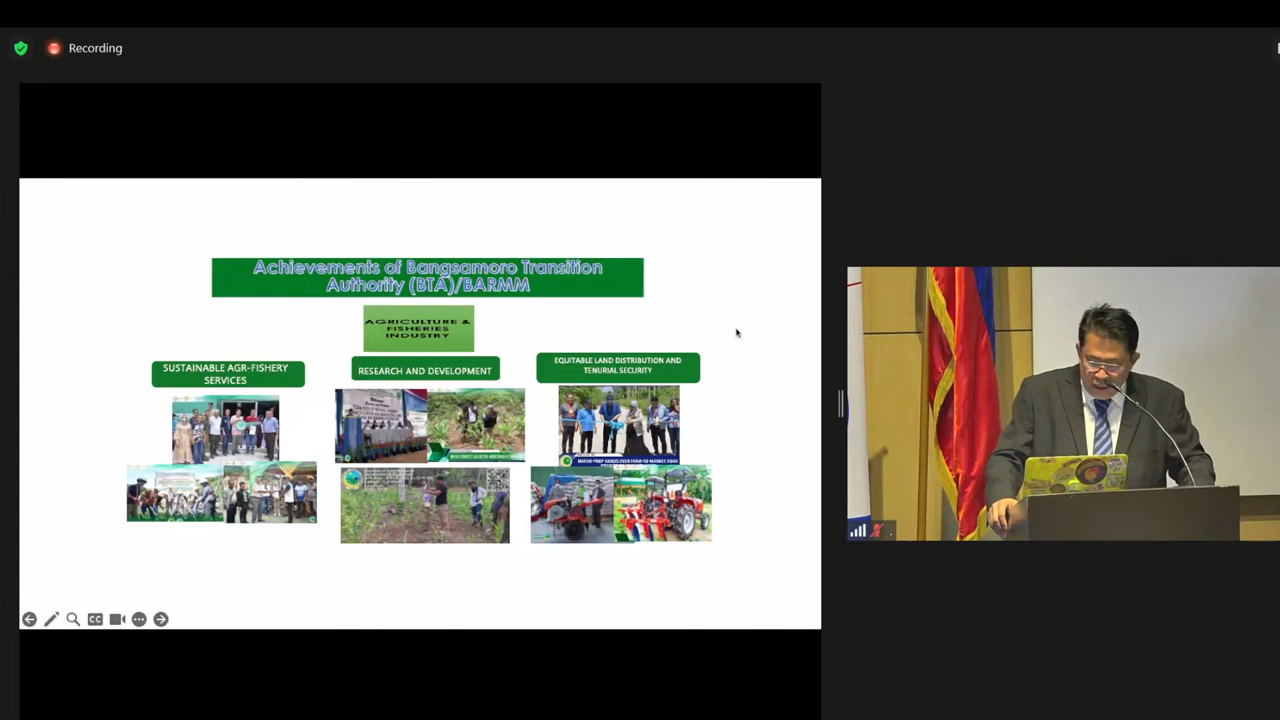 Recording
Achievements of Bangsamoro Transition
Authority (BTA)/BARMM
AGRICULTURE &
FISHERIES
INDUSTRY
SUSTAINABLE AGR-FISHERY
SERVICES
RESEARCH AND DEVELOPMENT
EQUITABLE LAND DISTRIBUTION AND
TENURIAL SECURITY
CC